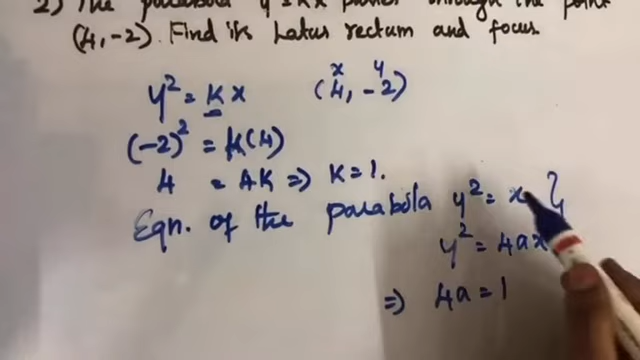 2) The parabola y²=kx passes through the point
(4,-2). Find its Latus rectum and focus.
y² = kx (4, -2)
x y
(-2)² = k(4)
4 = 4k ⇒ k=1.
Eqn. of the parabola y² = x
y² = 4ax
⇒ 4a = 1